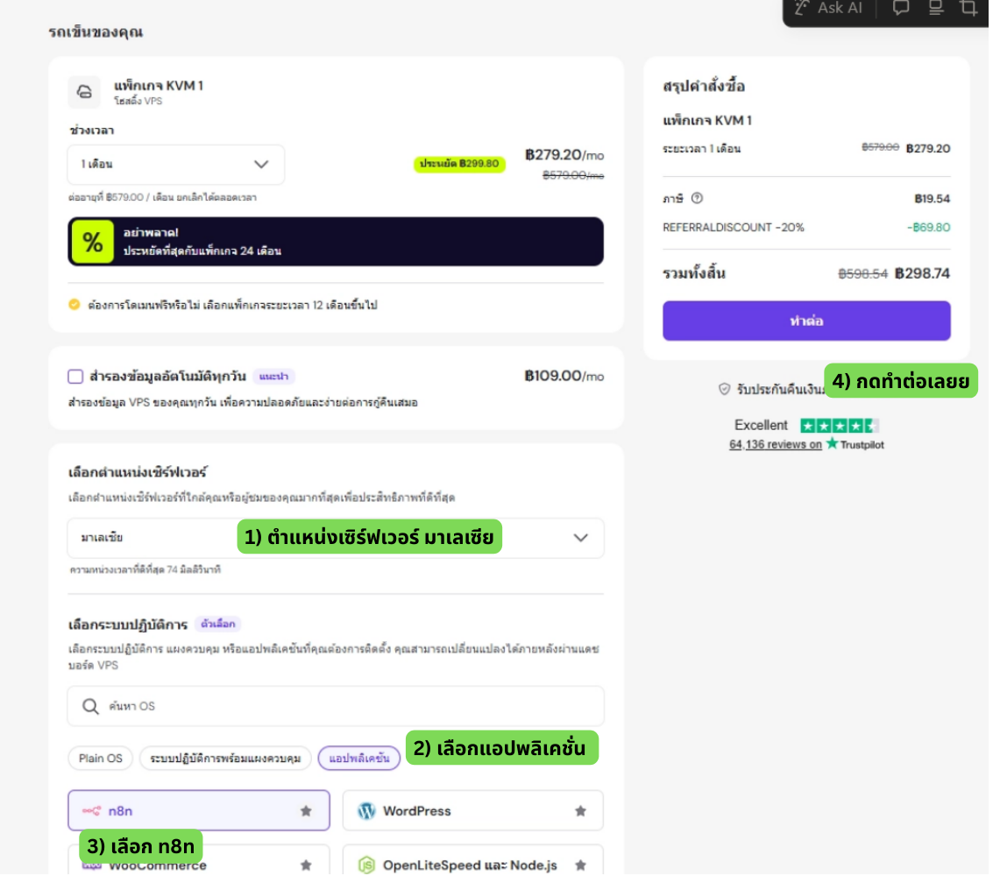 Ask AI
รถเข็นของคุณ
แพ็กเกจ KVM 1
โฮสติ้ง VPS
ช่วงเวลา
1 เดือน
ประหยัด ฿299.80
฿279.20/mo
฿579.00/mo
ต่ออายุที่ ฿579.00 / เดือน ยกเลิกได้ตลอดเวลา
%
อย่าพลาด!
ประหยัดที่สุดกับแพ็กเกจ 24 เดือน
ต้องการโดเมนฟรีหรือไม่ เลือกแพ็กเกจระยะเวลา 12 เดือนขึ้นไป
สำรองข้อมูลอัตโนมัติทุกวัน แนะนำ
฿109.00/mo
สำรองข้อมูล VPS ของคุณทุกวัน เพื่อความปลอดภัยและง่ายต่อการกู้คืนเสมอ
เลือกตำแหน่งเซิร์ฟเวอร์
เลือกตำแหน่งเซิร์ฟเวอร์ที่ใกล้คุณหรือผู้ชมของคุณมากที่สุดเพื่อประสิทธิภาพที่ดีที่สุด
มาเลเซีย
1) ตำแหน่งเซิร์ฟเวอร์ มาเลเซีย
ความหน่วงเวลาที่ดีที่สุด 74 มิลลิวินาที
เลือกระบบปฏิบัติการ ตัวเลือก
เลือกระบบปฏิบัติการ แผงควบคุม หรือแอปพลิเคชันที่คุณต้องการติดตั้ง คุณสามารถเปลี่ยนแปลงได้ภายหลังผ่านแดช
บอร์ด VPS
ค้นหา OS
Plain OS
ระบบปฏิบัติการพร้อมแผงควบคุม
แอปพลิเคชัน
2) เลือกแอปพลิเคชั่น
n8n
WordPress
3) เลือก n8n
WooCommerce
OpenLiteSpeed และ Node.js
สรุปคำสั่งซื้อ
แพ็กเกจ KVM 1
ระยะเวลา 1 เดือน ฿579.00 ฿279.20
ภาษี ฿19.54
REFERRALDISCOUNT -20% -฿69.80
รวมทั้งสิ้น ฿598.54 ฿298.74
ทำต่อ
4) กดทำต่อเลยย
รับประกันคืนเงิน
Excellent
64,136 reviews on Trustpilot